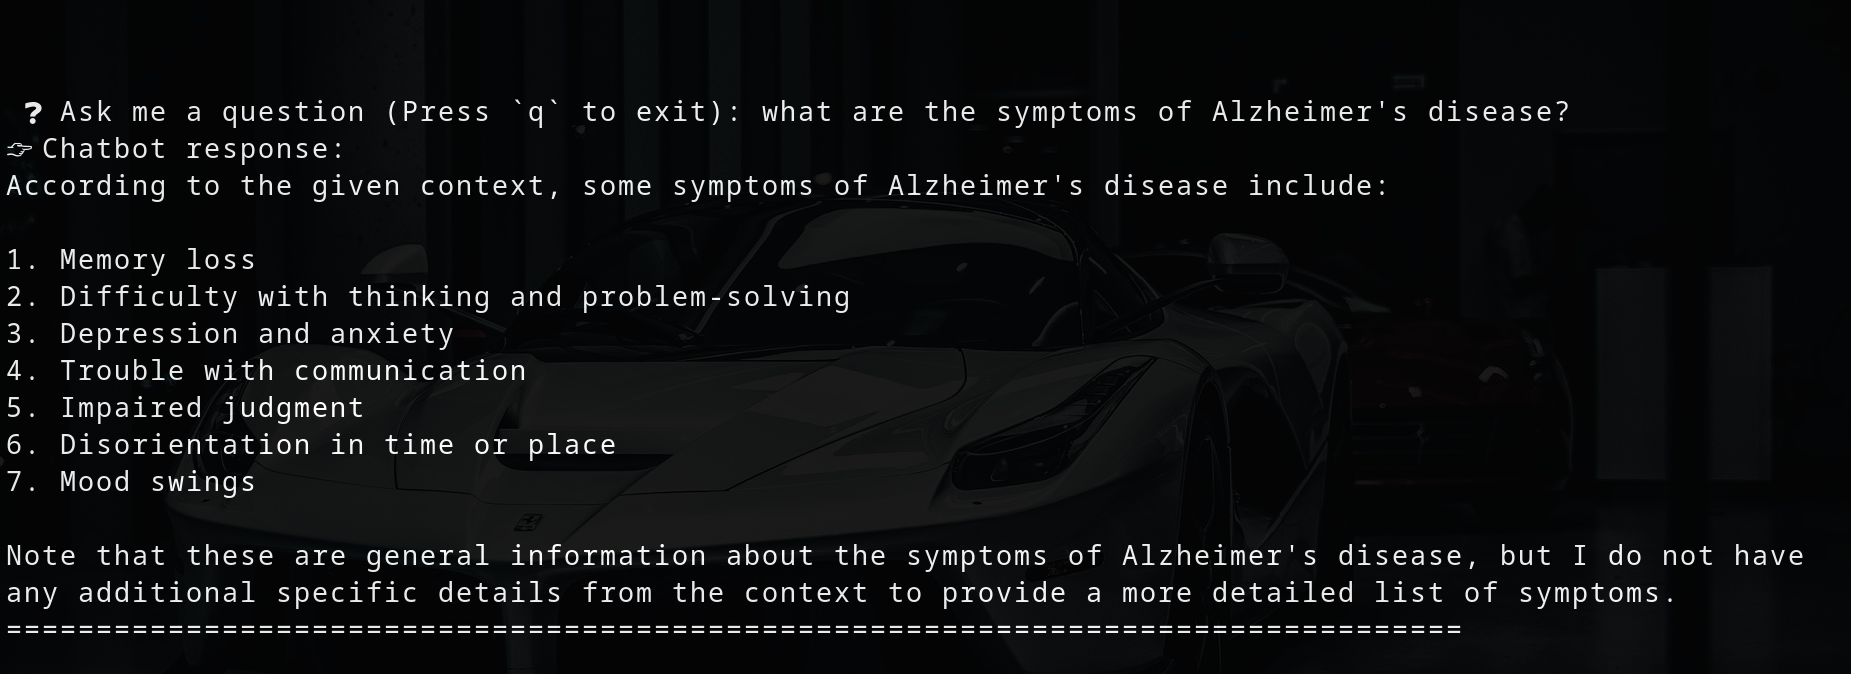 ❓ Ask me a question (Press `q` to exit): what are the symptoms of Alzheimer's disease?
👉 Chatbot response:
According to the given context, some symptoms of Alzheimer's disease include:
1. Memory loss
2. Difficulty with thinking and problem-solving
3. Depression and anxiety
4. Trouble with communication
5. Impaired judgment
6. Disorientation in time or place
7. Mood swings
Note that these are general information about the symptoms of Alzheimer's disease, but I do not have
any additional specific details from the context to provide a more detailed list of symptoms.
=================================================================================